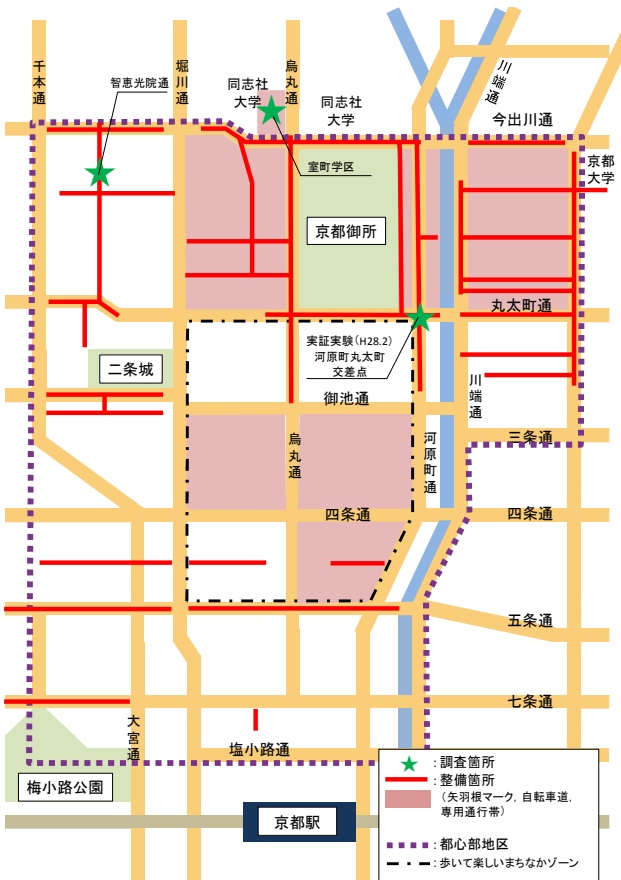 千本通
智恵光院通
堀川通
同志社
大学
烏丸通
同志社
大学
川端通
今出川通
室町学区
京都
大学
京都御所
丸太町通
実証実験(H28.2)
河原町丸太町
交差点
二条城
御池通
川端通
烏丸通
河原町通
三条通
四条通
四条通
五条通
七条通
大宮通
塩小路通
梅小路公園
京都駅
：調査箇所
：整備箇所
（矢羽根マーク，自転車道，
専用通行帯）
：都心部地区
：歩いて楽しいまちなかゾーン